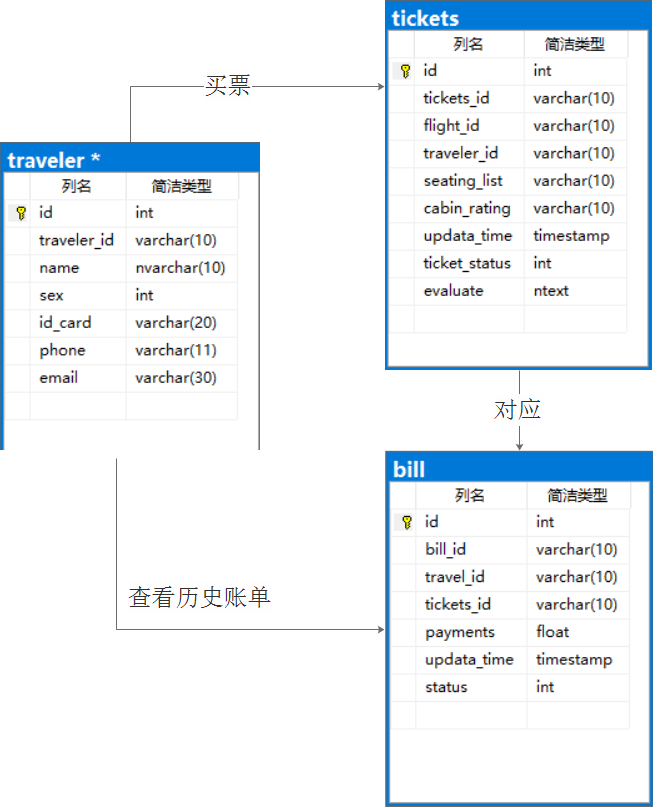 tickets
列名 简洁类型
id int
tickets_id varchar(10)
flight_id varchar(10)
traveler_id varchar(10)
seating_list varchar(10)
cabin_rating varchar(10)
updata_time timestamp
ticket_status int
evaluate ntext
买票
traveler *
列名 简洁类型
id int
traveler_id varchar(10)
name nvarchar(10)
sex int
id_card varchar(20)
phone varchar(11)
email varchar(30)
对应
bill
列名 简洁类型
id int
bill_id varchar(10)
travel_id varchar(10)
tickets_id varchar(10)
payments float
updata_time timestamp
status int
查看历史账单